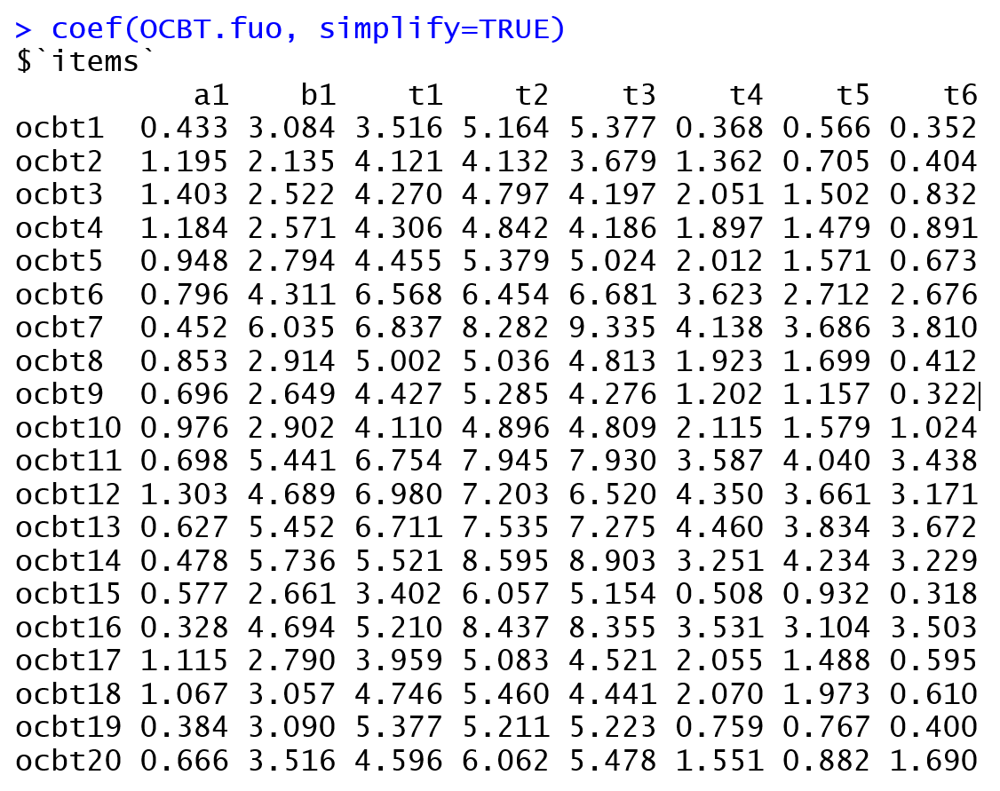 > coef(OCBT.fuo, simplify=TRUE)
$`items`
a1 b1 t1 t2 t3 t4 t5 t6
ocbt1 0.433 3.084 3.516 5.164 5.377 0.368 0.566 0.352
ocbt2 1.195 2.135 4.121 4.132 3.679 1.362 0.705 0.404
ocbt3 1.403 2.522 4.270 4.797 4.197 2.051 1.502 0.832
ocbt4 1.184 2.571 4.306 4.842 4.186 1.897 1.479 0.891
ocbt5 0.948 2.794 4.455 5.379 5.024 2.012 1.571 0.673
ocbt6 0.796 4.311 6.568 6.454 6.681 3.623 2.712 2.676
ocbt7 0.452 6.035 6.837 8.282 9.335 4.138 3.686 3.810
ocbt8 0.853 2.914 5.002 5.036 4.813 1.923 1.699 0.412
ocbt9 0.696 2.649 4.427 5.285 4.276 1.202 1.157 0.322
ocbt10 0.976 2.902 4.110 4.896 4.809 2.115 1.579 1.024
ocbt11 0.698 5.441 6.754 7.945 7.930 3.587 4.040 3.438
ocbt12 1.303 4.689 6.980 7.203 6.520 4.350 3.661 3.171
ocbt13 0.627 5.452 6.711 7.535 7.275 4.460 3.834 3.672
ocbt14 0.478 5.736 5.521 8.595 8.903 3.251 4.234 3.229
ocbt15 0.577 2.661 3.402 6.057 5.154 0.508 0.932 0.318
ocbt16 0.328 4.694 5.210 8.437 8.355 3.531 3.104 3.503
ocbt17 1.115 2.790 3.959 5.083 4.521 2.055 1.488 0.595
ocbt18 1.067 3.057 4.746 5.460 4.441 2.070 1.973 0.610
ocbt19 0.384 3.090 5.377 5.211 5.223 0.759 0.767 0.400
ocbt20 0.666 3.516 4.596 6.062 5.478 1.551 0.882 1.690